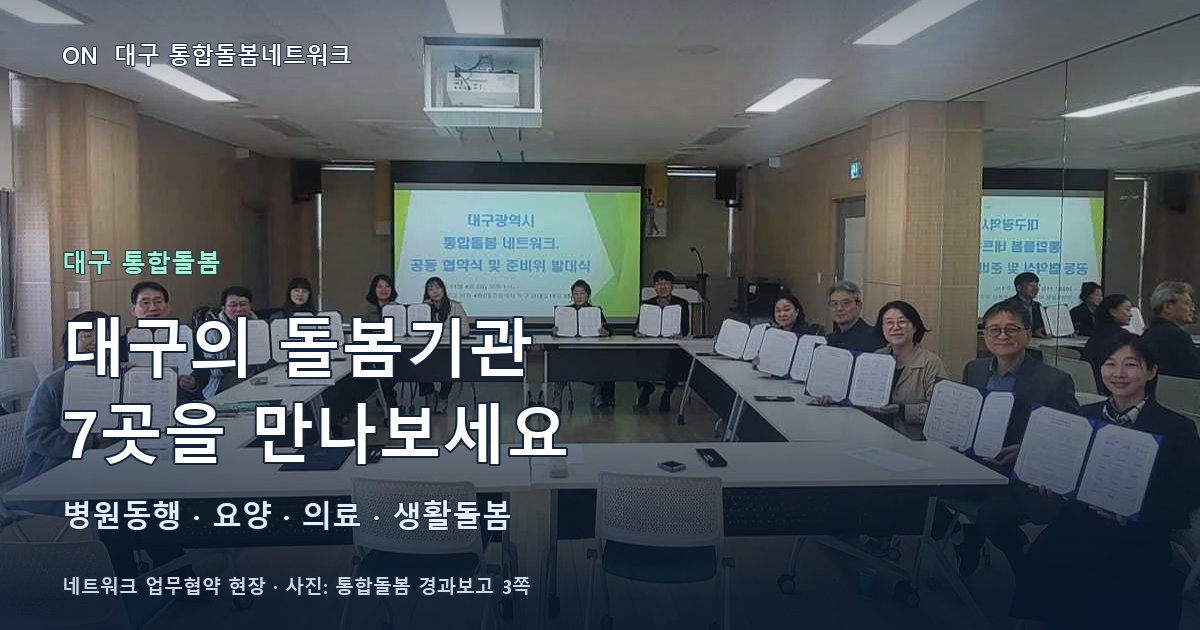 ON 대구 통합돌봄네트워크
대구광역시
통합돌봄 네트워크
공동 협약식 및 준비위 발대식
대구 통합돌봄
대구의 돌봄기관
7곳을 만나보세요
병원동행 · 요양 · 의료 · 생활돌봄
네트워크 업무협약 현장 · 사진: 통합돌봄 경과보고 3쪽